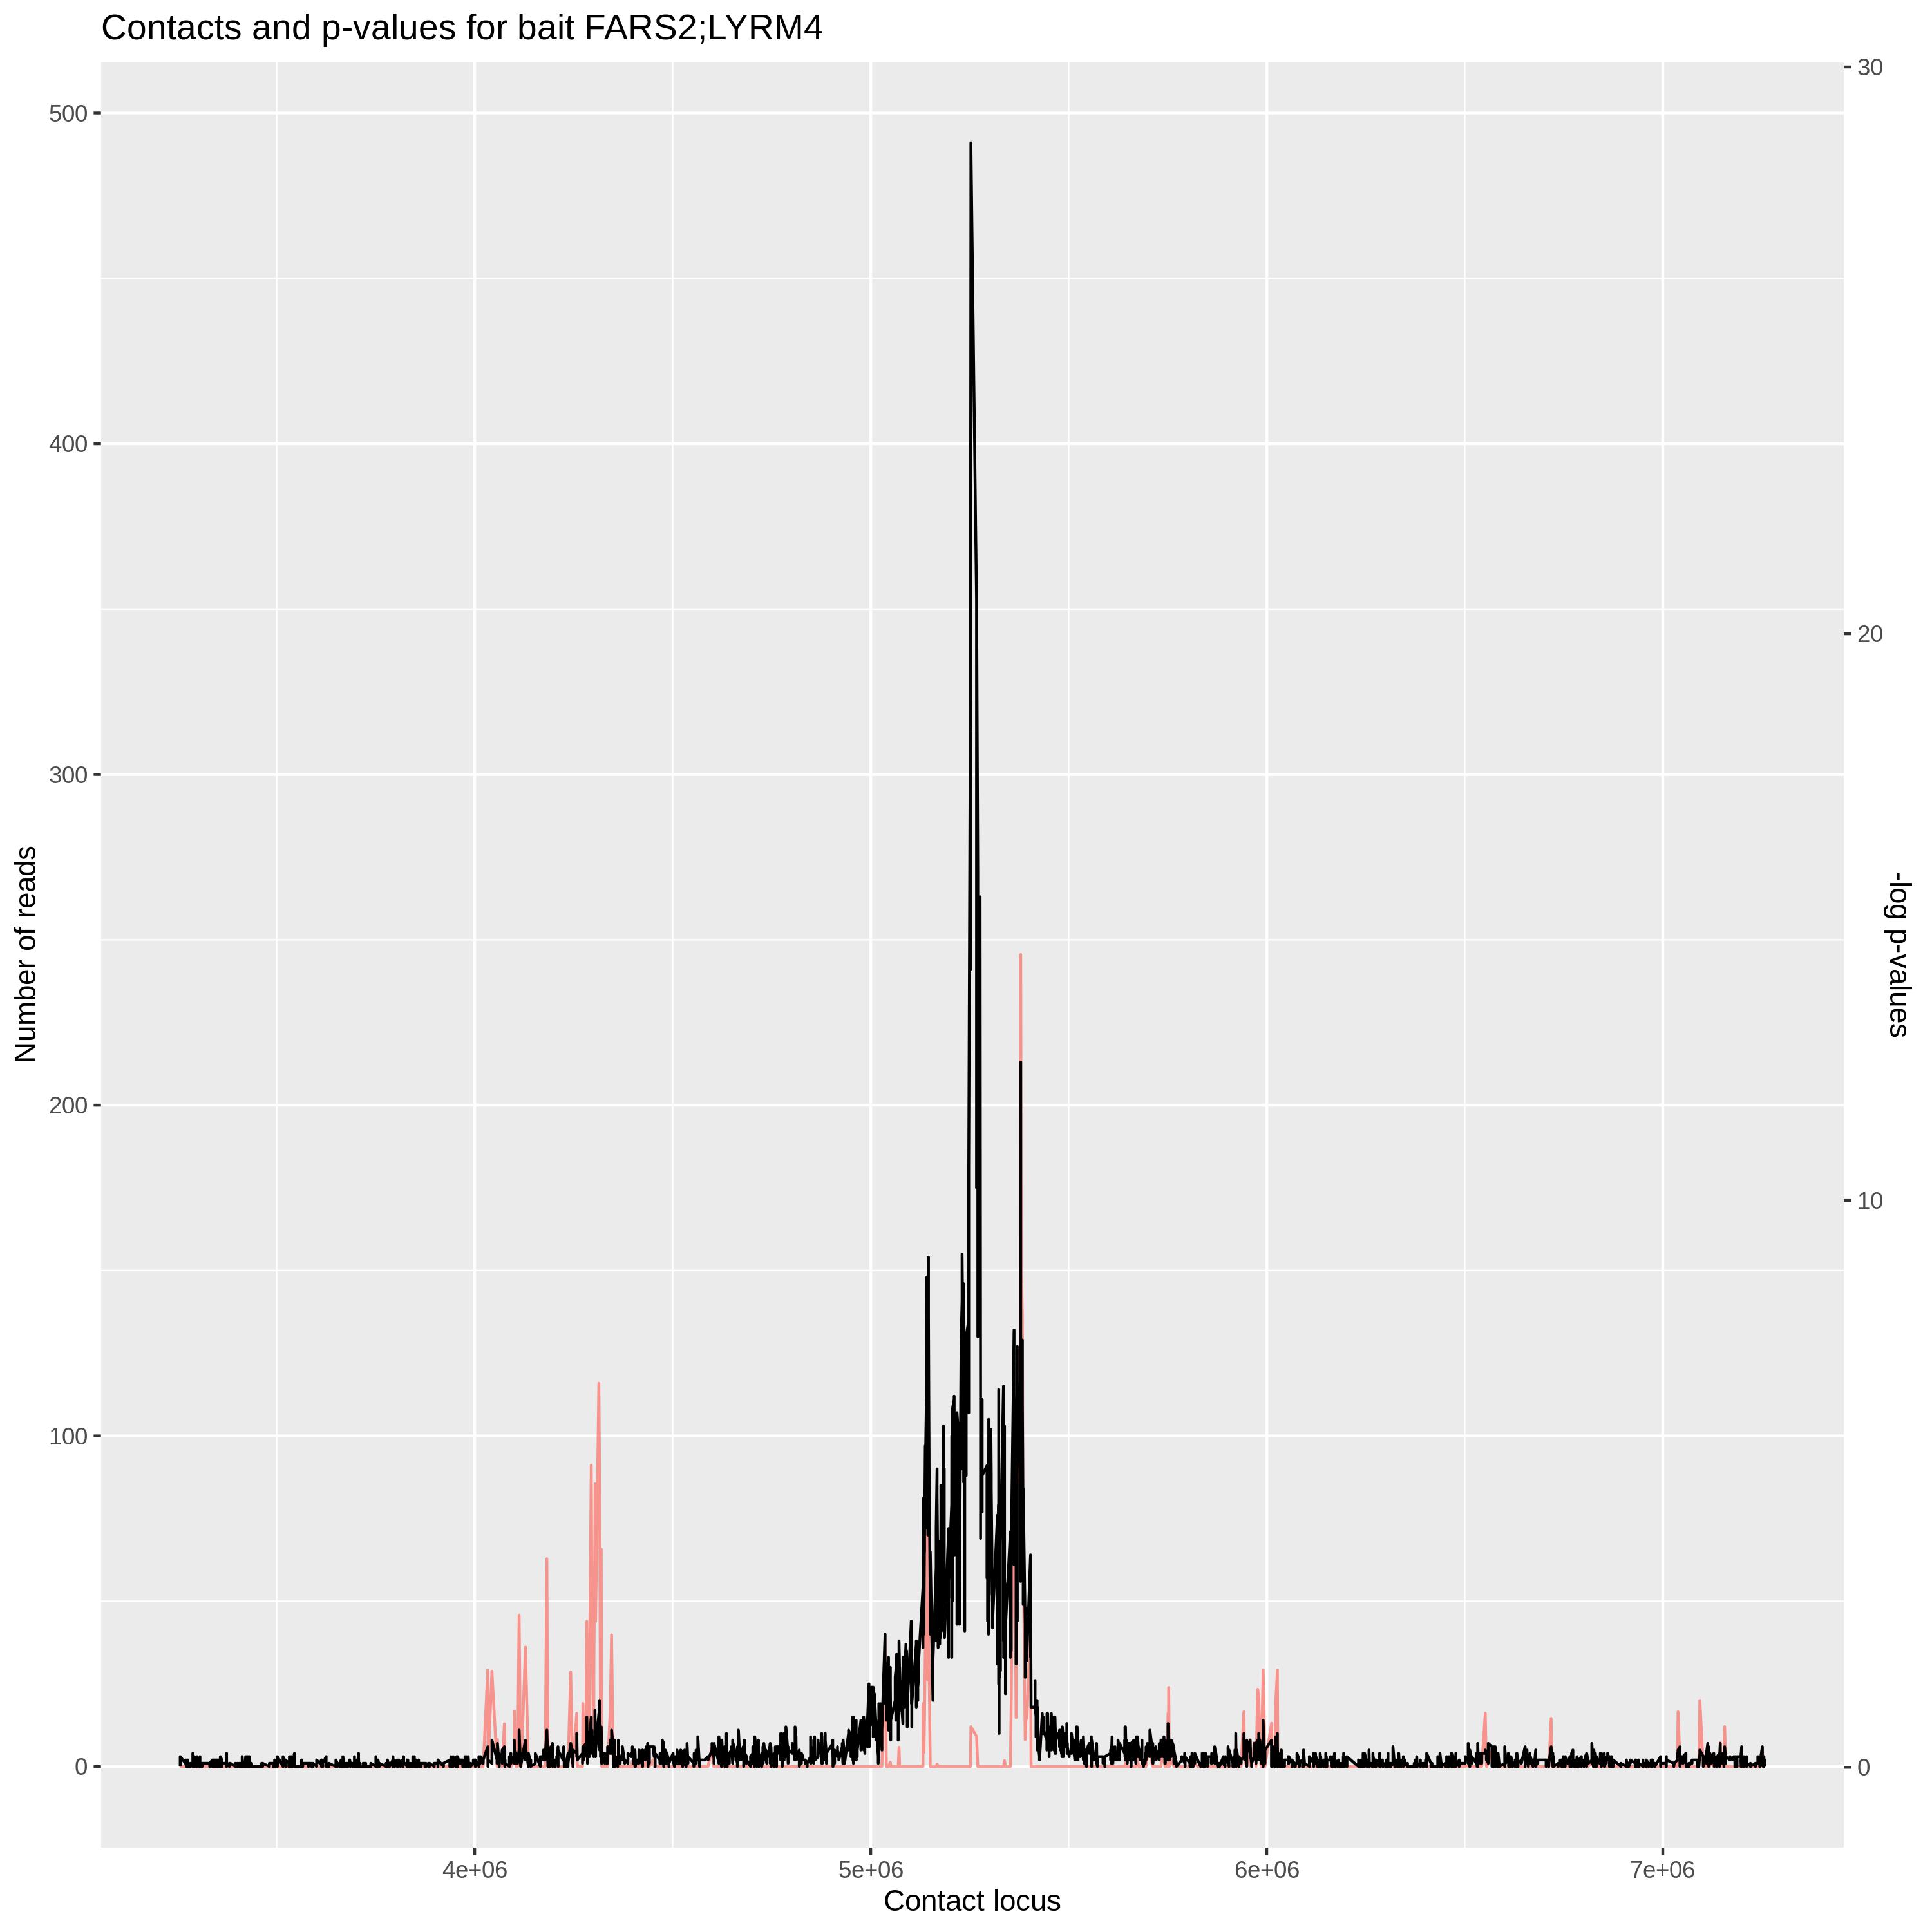 Contacts and p-values for bait FARS2;LYRM4
500
400
300
200
100
0
30
20
10
0
Number of reads
-log p-values
4e+06 5e+06 6e+06 7e+06
Contact locus